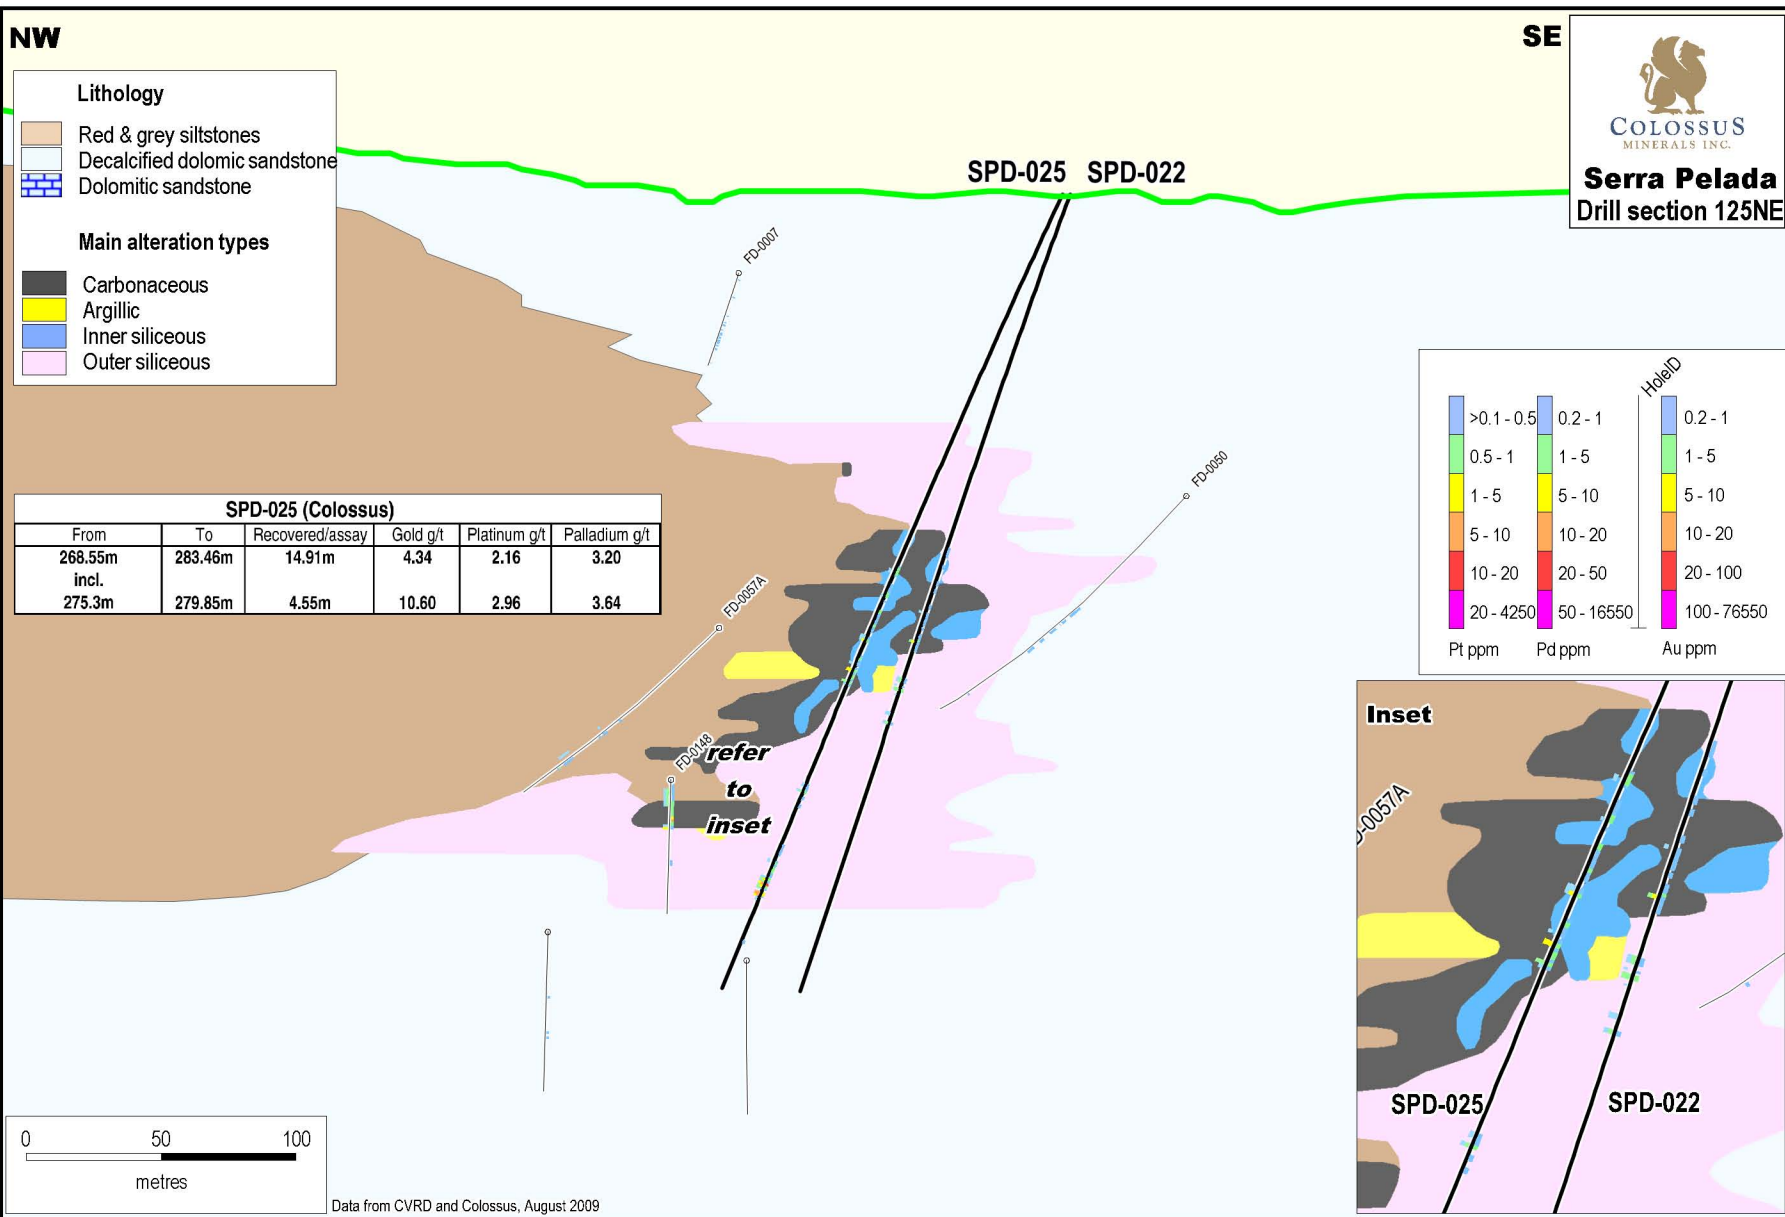 NW
SE
COLOSSUS
MINERALS INC.
Serra Pelada
Drill section 125NE
Lithology
Red & grey siltstones
Decalcified dolomic sandstone
Dolomitic sandstone
Main alteration types
Carbonaceous
Argillic
Inner siliceous
Outer siliceous
SPD-025 SPD-022
FD-0007
FD-0050
SPD-025 (Colossus)
From To Recovered/assay Gold g/t Platinum g/t Palladium g/t
268.55m 283.46m 14.91m 4.34 2.16 3.20
incl.
275.3m 279.85m 4.55m 10.60 2.96 3.64
FD-0057A
FD-0148
refer
to
inset
HoleID
>0.1 - 0.5 0.2 - 1 0.2 - 1
0.5 - 1 1 - 5 1 - 5
1 - 5 5 - 10 5 - 10
5 - 10 10 - 20 10 - 20
10 - 20 20 - 50 20 - 100
20 - 4250 50 - 16550 100 - 76550
Pt ppm Pd ppm Au ppm
Inset
D-0057A
SPD-025 SPD-022
0 50 100
metres
Data from CVRD and Colossus, August 2009